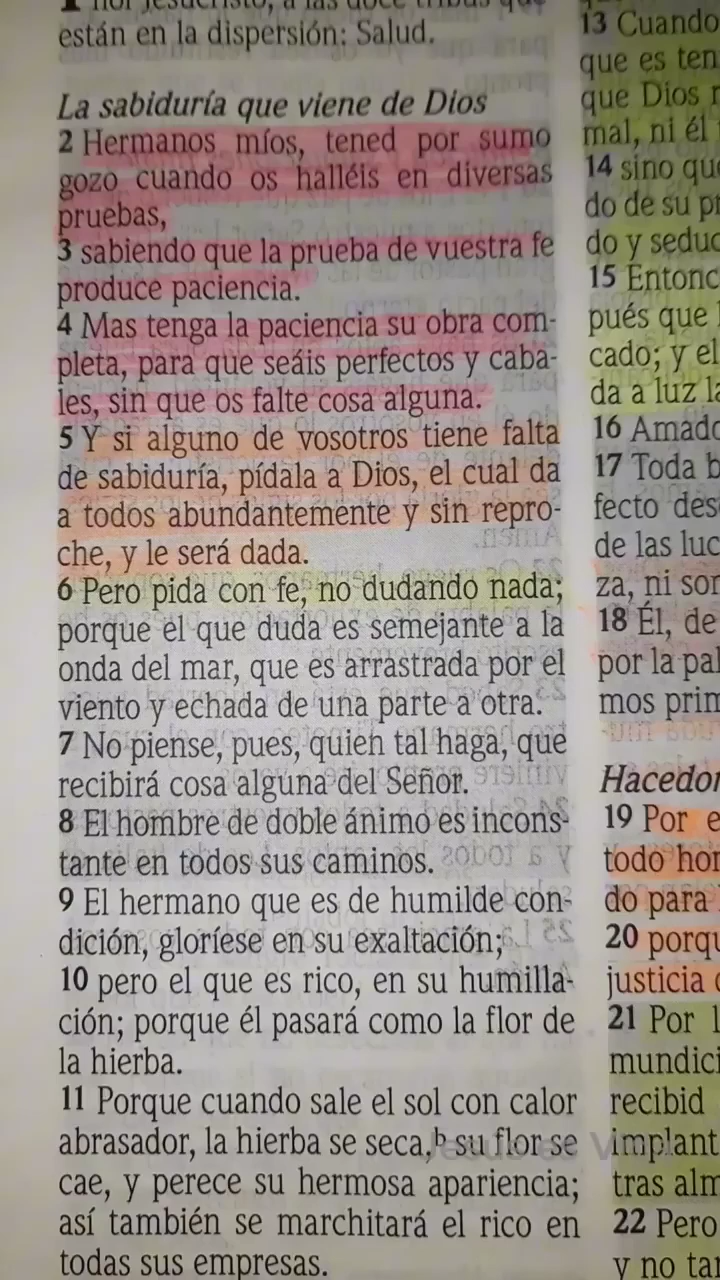 están en la dispersión: Salud.
La sabiduría que viene de Dios
2 Hermanos míos, tened por sumo
gozo cuando os halléis en diversas
pruebas,
3 sabiendo que la prueba de vuestra fe
produce paciencia.
4 Mas tenga la paciencia su obra com-
pleta, para que seáis perfectos y caba-
les, sin que os falte cosa alguna.
5 Y si alguno de vosotros tiene falta
de sabiduría, pídala a Dios, el cual da
a todos abundantemente y sin repro-
che, y le será dada.
6 Pero pida con fe, no dudando nada;
porque el que duda es semejante a la
onda del mar, que es arrastrada por el
viento y echada de una parte a otra.
7 No piense, pues, quien tal haga, que
recibirá cosa alguna del Señor.
8 El hombre de doble ánimo es incons-
tante en todos sus caminos.
9 El hermano que es de humilde con-
dición, gloríese en su exaltación;
10 pero el que es rico, en su humilla-
ción; porque él pasará como la flor de
la hierba.
11 Porque cuando sale el sol con calor
abrasador, la hierba se seca,b su flor se
cae, y perece su hermosa apariencia;
así también se marchitará el rico en
todas sus empresas.
13 Cuando
que es ten
que Dios
mal, ni él
14 sino qu
do de su
do y seduc
15 Entonc
pués que
cado; y el
da a luz
16 Amado
17 Toda
fecto des
de las luc
za, ni
18 Él, de
por la pal
mos prim
Hacedor
19 Por e
todo hor
do para
20 porqu
justicia
21 Por
mundici
recibid
implant
tras alm
22 Pero
y no